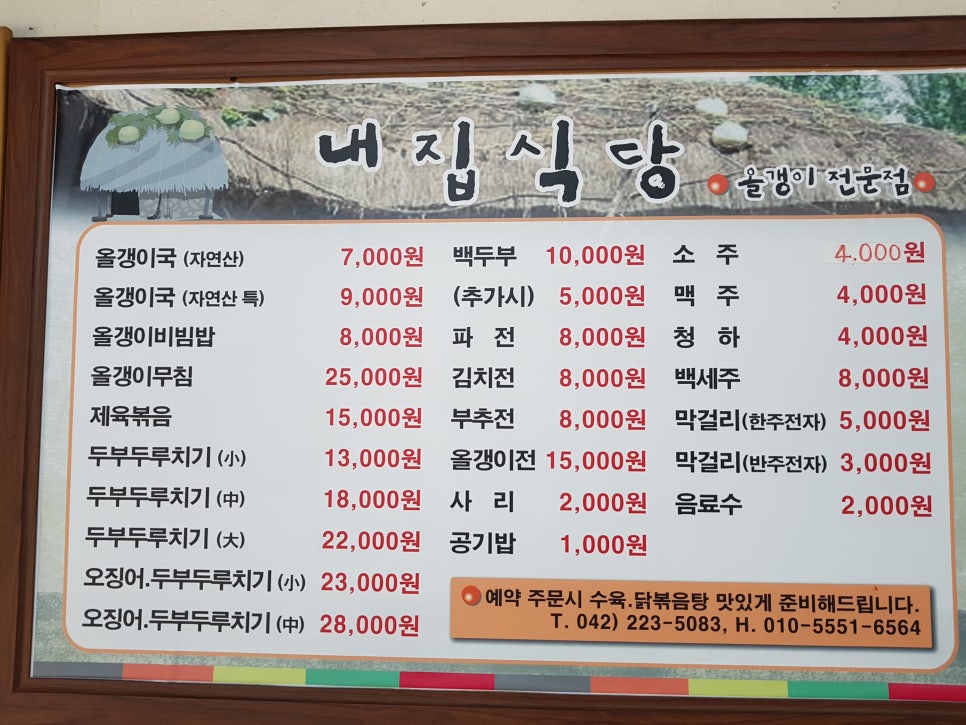 내집식당
올갱이 전문점
올갱이국 (자연산) 7,000원
올갱이국 (자연산 특) 9,000원
올갱이비빔밥 8,000원
올갱이무침 25,000원
제육볶음 15,000원
두부두루치기 (小) 13,000원
두부두루치기 (中) 18,000원
두부두루치기 (大) 22,000원
오징어.두부두루치기 (小) 23,000원
오징어.두부두루치기 (中) 28,000원
백두부 10,000원
(추가시) 5,000원
파 전 8,000원
김치전 8,000원
부추전 8,000원
올갱이전 15,000원
사 리 2,000원
공기밥 1,000원
소 주 4,000원
맥 주 4,000원
청 하 4,000원
백세주 8,000원
막걸리(한주전자) 5,000원
막걸리(반주전자) 3,000원
음료수 2,000원
예약 주문시 수육.닭볶음탕 맛있게 준비해드립니다.
T. 042) 223-5083, H. 010-5551-6564